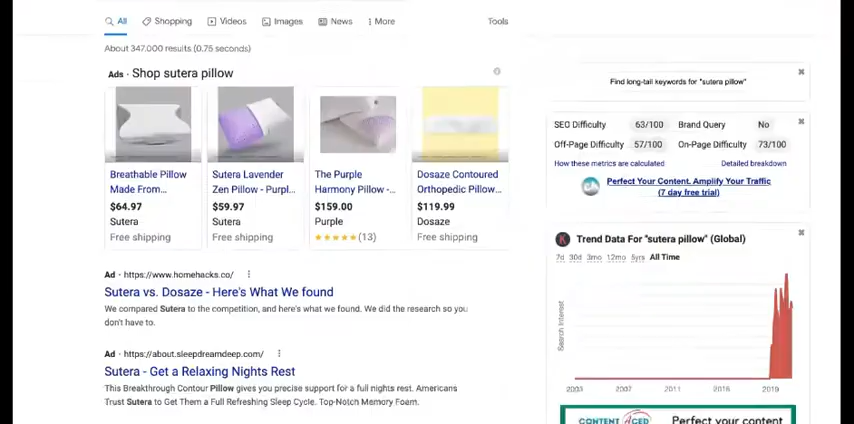 All Shopping Videos Images News More Tools
About 347,000 results (0.75 seconds)
Ads · Shop sutera pillow
Breathable Pillow
Made From...
$64.97
Sutera
Free shipping
Sutera Lavender
Zen Pillow - Purpl...
$59.97
Sutera
Free shipping
The Purple
Harmony Pillow -...
$159.00
Purple
(13)
Dosaze Contoured
Orthopedic Pillow...
$119.99
Dosaze
Free shipping
Ad · https://www.homehacks.co/
Sutera vs. Dosaze - Here's What We found
We compared Sutera to the competition, and here's what we found. We did the research so you
don't have to.
Ad · https://about.sleepdreamdeep.com/
Sutera - Get a Relaxing Nights Rest
This Breakthrough Contour Pillow gives you precise support for a full nights rest. Americans
Trust Sutera to Get Them a Full Refreshing Sleep Cycle. Top-Notch Memory Foam.
Find long-tail keywords for "sutera pillow"
SEO Difficulty 63/100 Brand Query No
Off-Page Difficulty 57/100 On-Page Difficulty 73/100
How these metrics are calculated Detailed breakdown
Perfect Your Content. Amplify Your Traffic
(7 day free trial)
Trend Data For "sutera pillow" (Global)
7d 30d 3mo 12mo 5yrs All Time
Search Interest
2003 2007 2011 2015 2019
Perfect your content